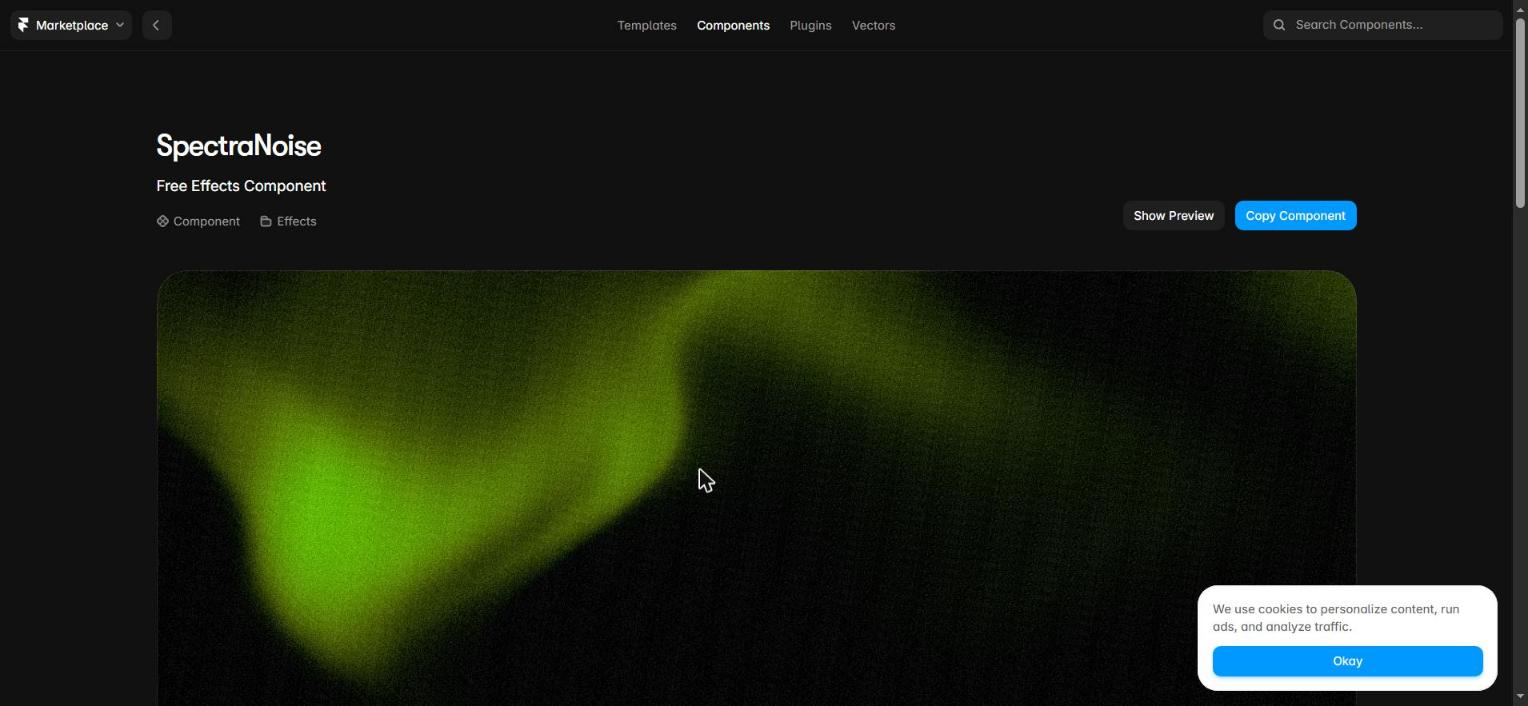 Marketplace
Templates Components Plugins Vectors
Search Components...
SpectraNoise
Free Effects Component
Component Effects
Show Preview Copy Component
We use cookies to personalize content, run
ads, and analyze traffic.
Okay